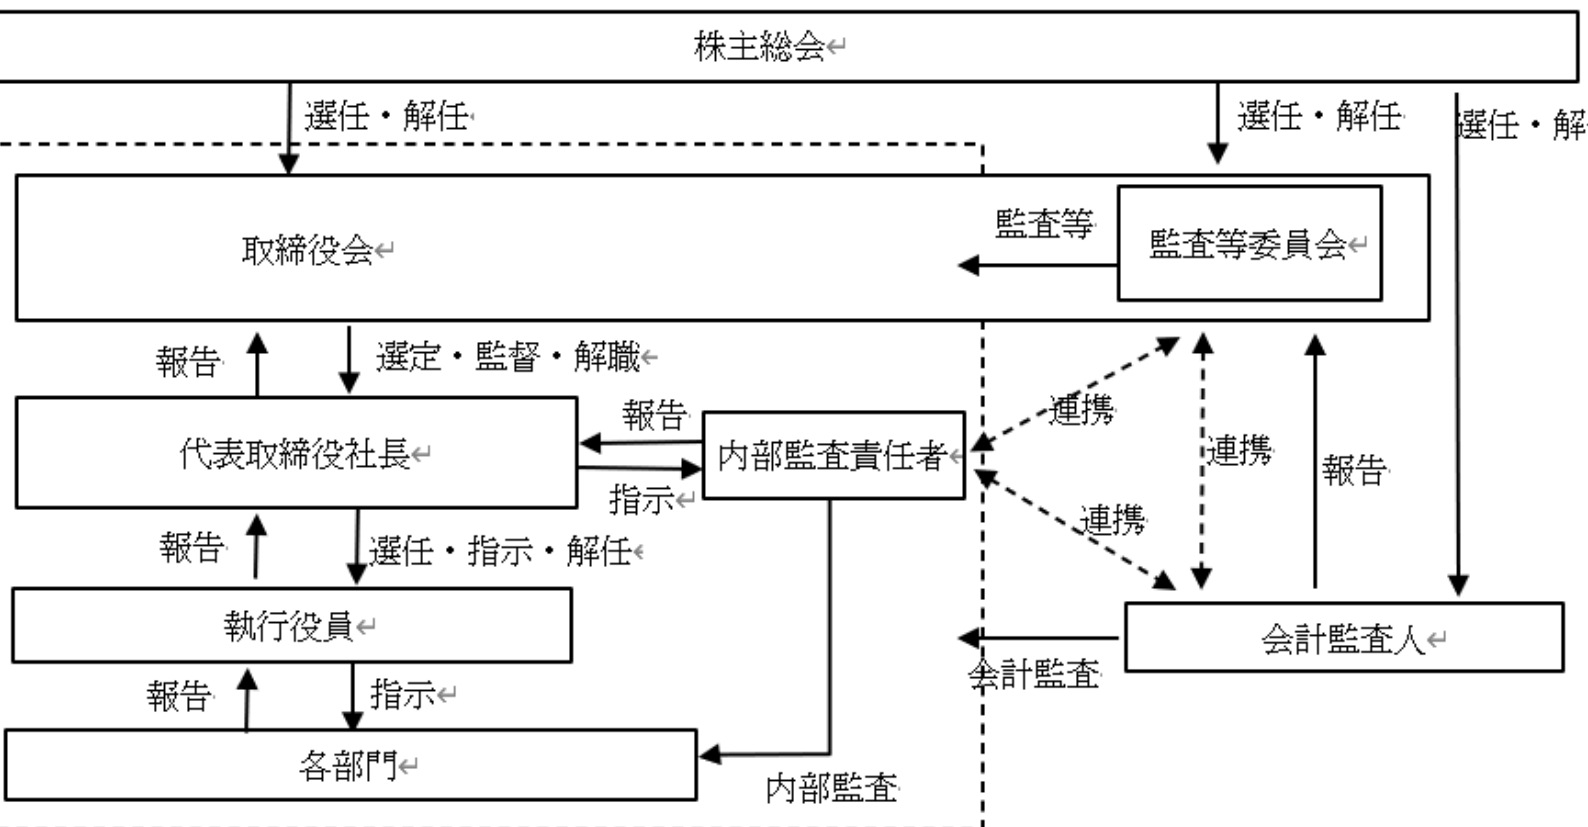 株主総会
選任・解任
選任・解任
選任・解
取締役会
監査等
監査等委員会
報告
選定・監督・解職
代表取締役社長
報告
指示
内部監査責任者
連携
連携
連携
報告
報告
選任・指示・解任
執行役員
会計監査人
会計監査
報告
指示
各部門
内部監査